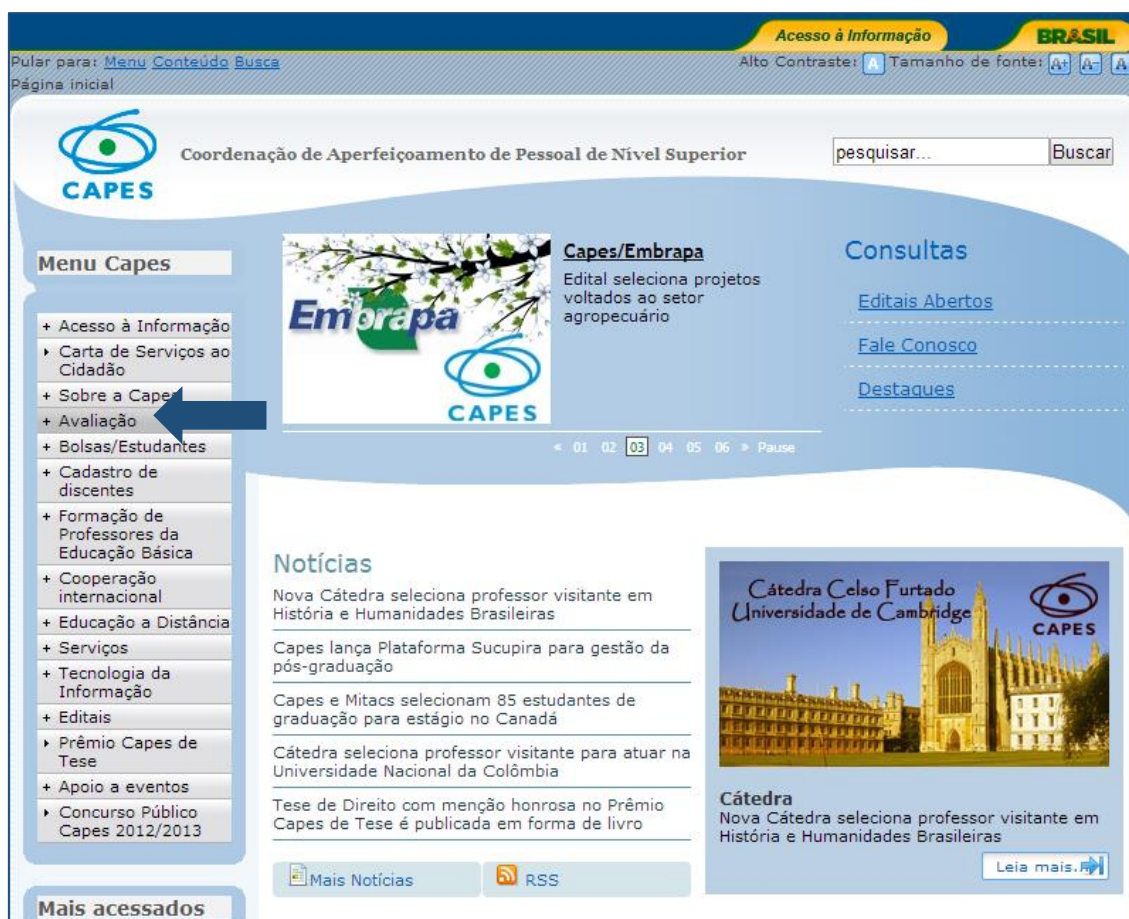 Acesso à Informação
BRASIL
Pular para: Menu Conteúdo Busca
Alto Contraste: A Tamanho de fonte: A+ A- A
Página inicial
CAPES
Coordenação de Aperfeiçoamento de Pessoal de Nível Superior
pesquisar...
Buscar
Menu Capes
+ Acesso à Informação
Carta de Serviços ao
Cidadão
+ Sobre a Capes
+ Avaliação
+ Bolsas/Estudantes
+ Cadastro de
discentes
+ Formação de
Professores da
Educação Básica
+ Cooperação
internacional
+ Educação a Distância
+ Serviços
+ Tecnologia da
Informação
+ Editais
Prêmio Capes de
Tese
+ Apoio a eventos
Concurso Público
Capes 2012/2013
Mais acessados
Embrapa
CAPES
Capes/Embrapa
Edital seleciona projetos
voltados ao setor
agropecuário
« 01 02 03 04 05 06 » Pause
Consultas
Editais Abertos
Fale Conosco
Destaques
Notícias
Nova Cátedra seleciona professor visitante em
História e Humanidades Brasileiras
Capes lança Plataforma Sucupira para gestão da
pós-graduação
Capes e Mitacs selecionam 85 estudantes de
graduação para estágio no Canadá
Cátedra seleciona professor visitante para atuar na
Universidade Nacional da Colômbia
Tese de Direito com menção honrosa no Prêmio
Capes de Tese é publicada em forma de livro
Mais Notícias
RSS
Cátedra Celso Furtado
Universidade de Cambridge
CAPES
Cátedra
Nova Cátedra seleciona professor visitante em
História e Humanidades Brasileiras
Leia mais.